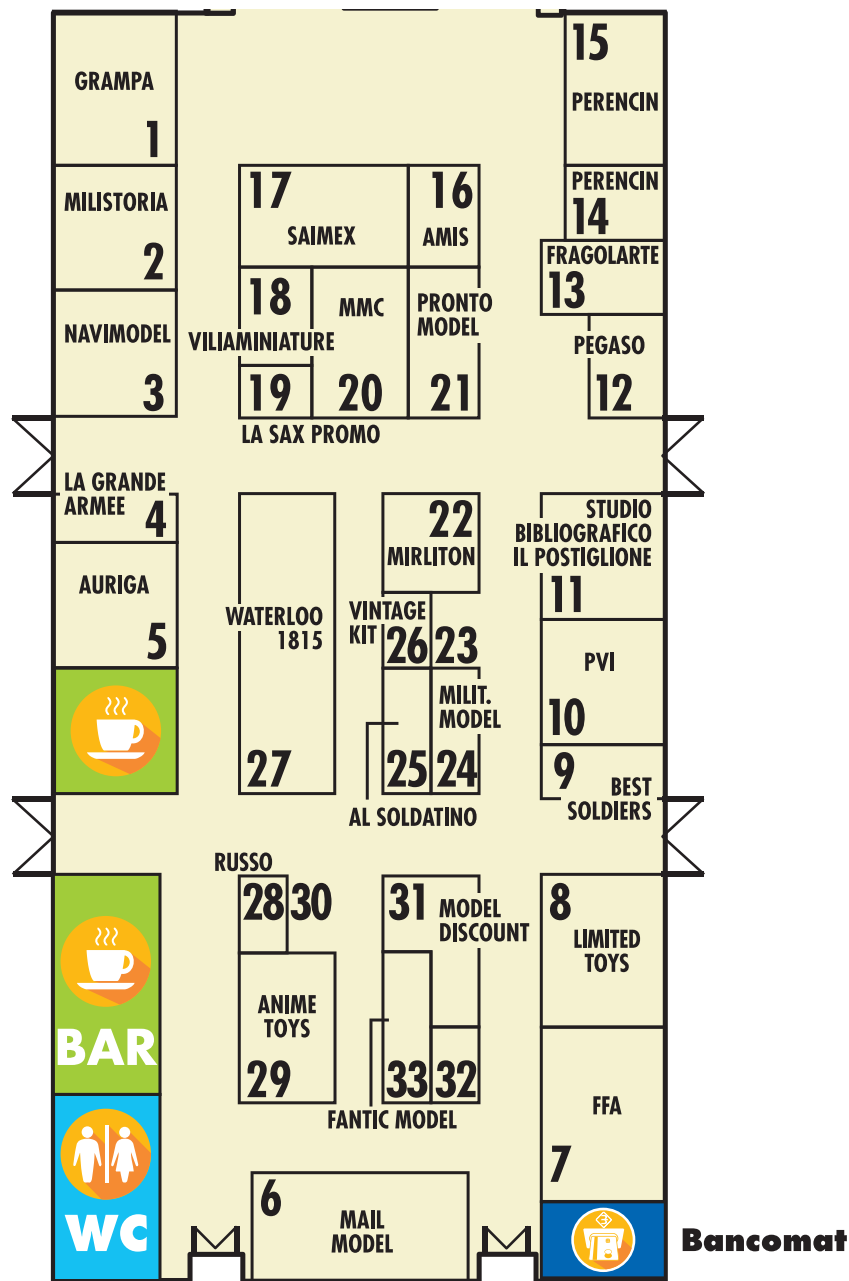 GRAMPA
1
MILISTORIA
2
NAVIMODEL
3
LA GRANDE
ARMEE
4
AURIGA
5
BAR
WC
17
SAIMEX
16
AMIS
18
VILIAMINIATURE
19
LA SAX PROMO
MMC
20
PRONTO
MODEL
21
15
PERENCIN
PERENCIN
14
FRAGOLARTE
13
PEGASO
12
WATERLOO
1815
27
22
MIRLITON
VINTAGE
KIT
26
23
MILIT.
MODEL
25
24
AL SOLDATINO
STUDIO
BIBLIOGRAFICO
IL POSTIGLIONE
11
PVI
10
9
BEST
SOLDIERS
RUSSO
28
30
ANIME
TOYS
29
31
MODEL
DISCOUNT
33
32
FANTIC MODEL
8
LIMITED
TOYS
FFA
7
6
MAIL
MODEL
Bancomat